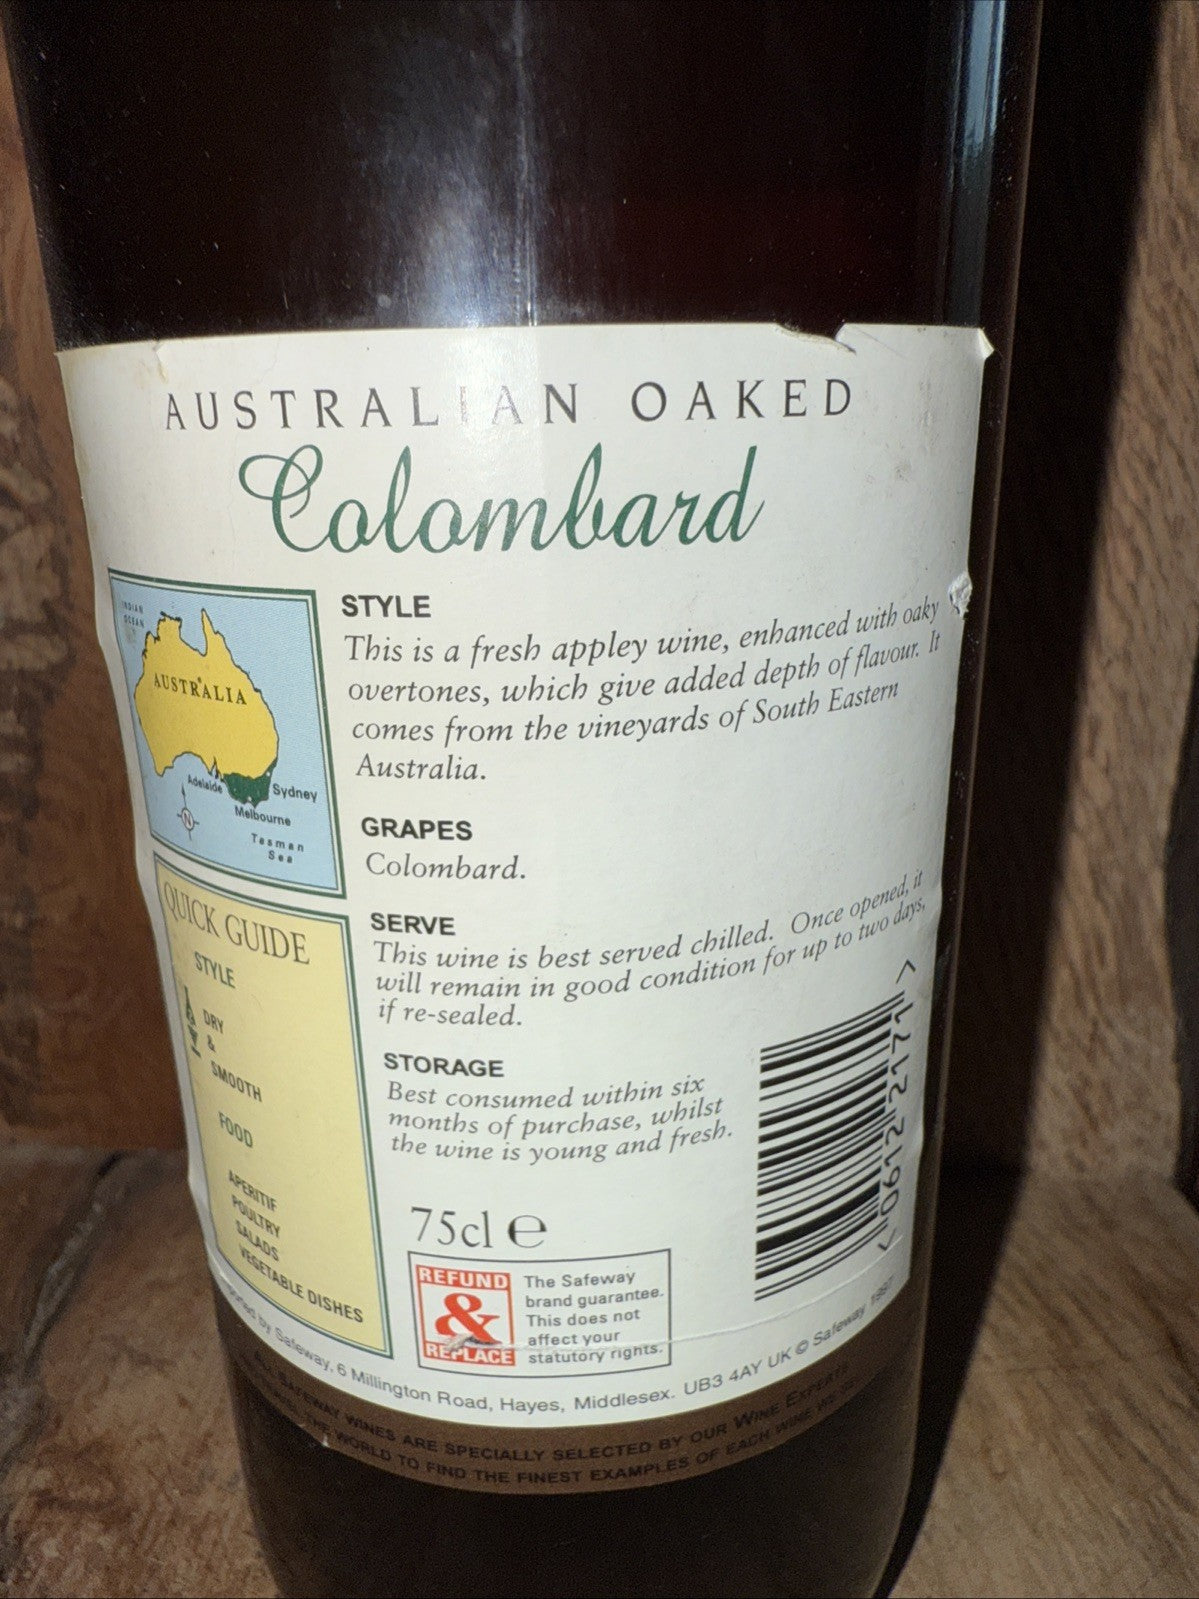 AUSTRALIAN OAKED
Colombard
INDIAN
OCEAN
AUSTRALIA
Adelaide
Sydney
Melbourne
N
Tasman
Sea
STYLE
This is a fresh appley wine, enhanced with oaky
overtones, which give added depth of flavour. It
comes from the vineyards of South Eastern
Australia.
GRAPES
Colombard.
SERVE
This wine is best served chilled. Once opened, it
will remain in good condition for up to two days,
if re-sealed.
STORAGE
Best consumed within six
months of purchase, whilst
the wine is young and fresh.
QUICK GUIDE
STYLE
DRY
&
SMOOTH
FOOD
APERITIF
POULTRY
SALADS
VEGETABLE DISHES
75cl e
REFUND
&
REPLACE
The Safeway
brand guarantee.
This does not
affect your
statutory rights.
< 0612 2171 >
by Safeway, 6 Millington Road, Hayes, Middlesex. UB3 4AY UK © Safeway 1997
ALL SAFEWAY WINES ARE SPECIALLY SELECTED BY OUR WINE EXPERTS
THE WORLD TO FIND THE FINEST EXAMPLES OF EACH WINE